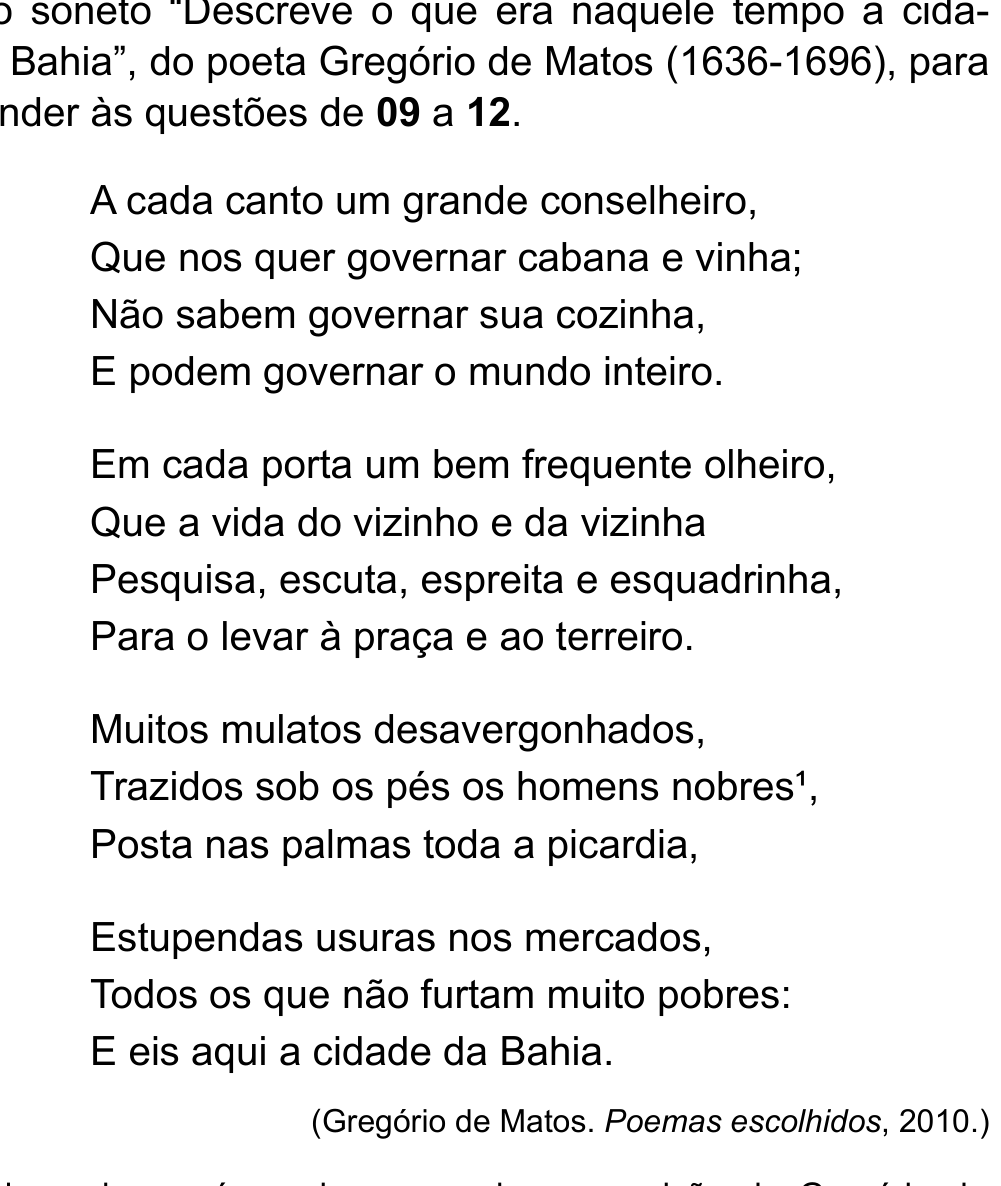 o soneto “Descreve o que era naquele tempo a cida-
Bahia”, do poeta Gregório de Matos (1636-1696), para
nder às questões de 09 a 12.
A cada canto um grande conselheiro,
Que nos quer governar cabana e vinha;
Não sabem governar sua cozinha,
E podem governar o mundo inteiro.
Em cada porta um bem frequente olheiro,
Que a vida do vizinho e da vizinha
Pesquisa, escuta, espreita e esquadrinha,
Para o levar à praça e ao terreiro.
Muitos mulatos desavergonhados,
Trazidos sob os pés os homens nobres¹,
Posta nas palmas toda a picardia,
Estupendas usuras nos mercados,
Todos os que não furtam muito pobres:
E eis aqui a cidade da Bahia.
(Gregório de Matos. Poemas escolhidos, 2010.)